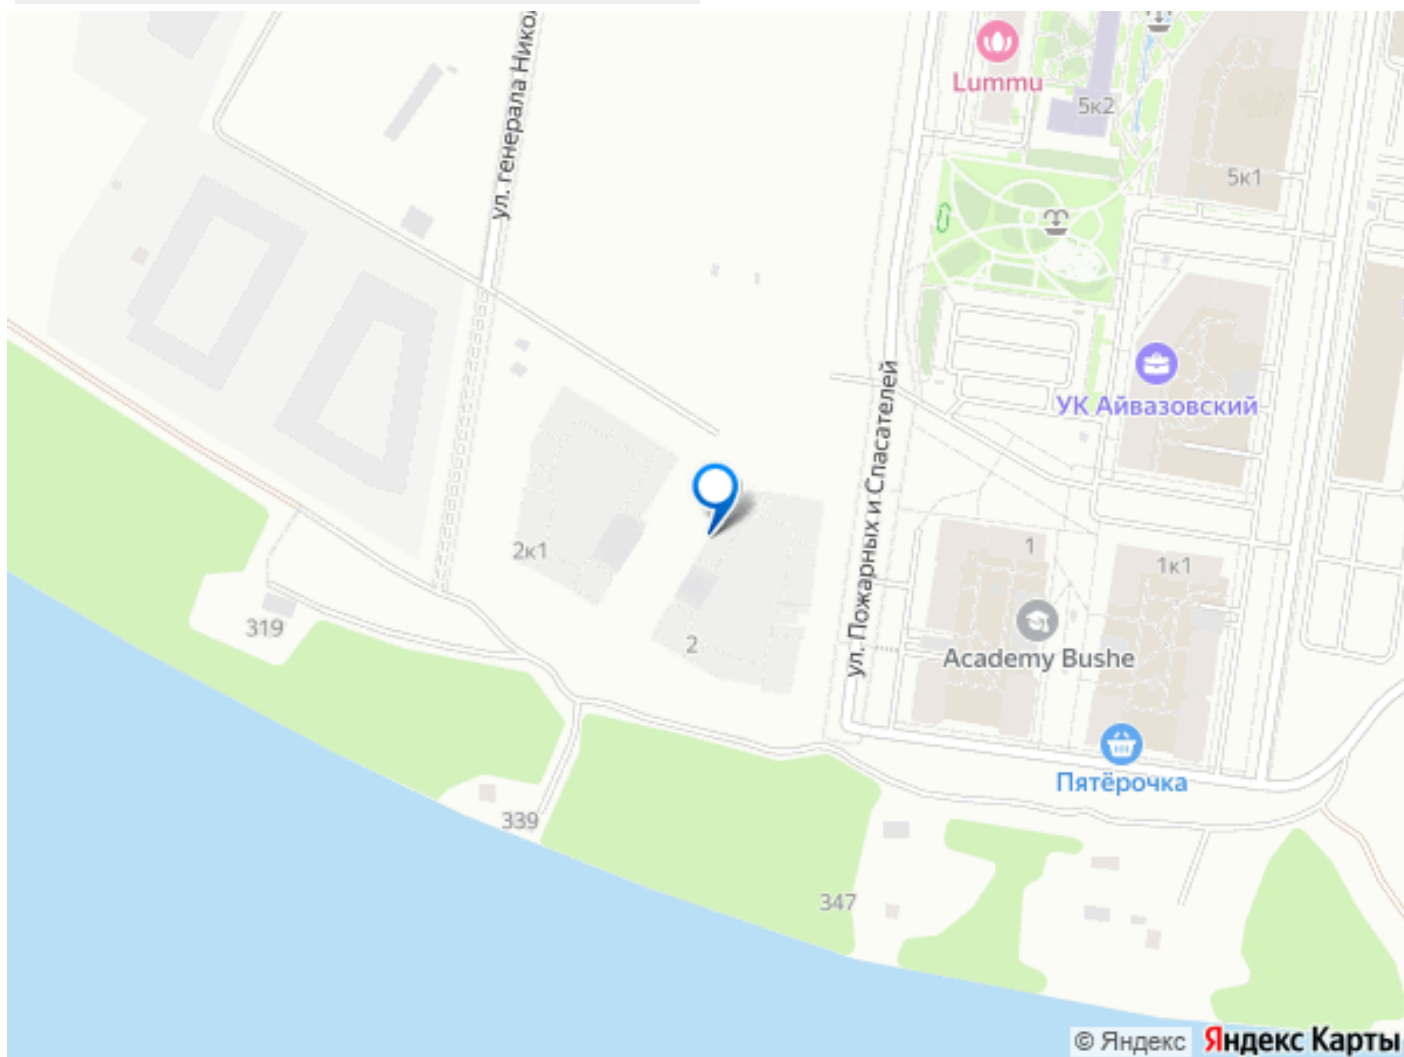 ул. генерала Нико
Lummu
5к2
5к1
УК Айвазовский
ул. Пожарных и Спасателей
2к1
1
1к1
319
2
Academy Bushe
Пятёрочка
339
347
© Яндекс Яндекс Карты